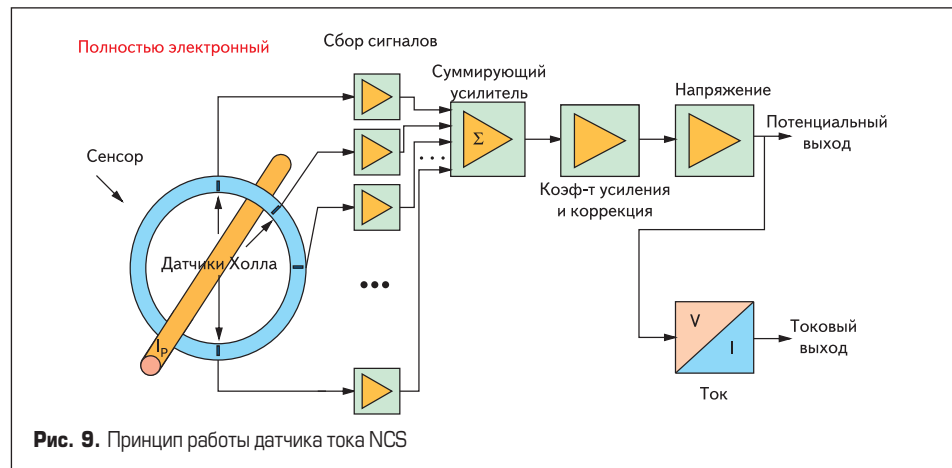 Полностью электронный
Сбор сигналов
Суммирующий
усилитель
Напряжение
Потенциальный
выход
Σ
Сенсор
Коэф-т усиления
и коррекция
. . .
Датчики Холла
•••
I_P
V
I
Токовый
выход
Ток
Рис. 9. Принцип работы датчика тока NCS